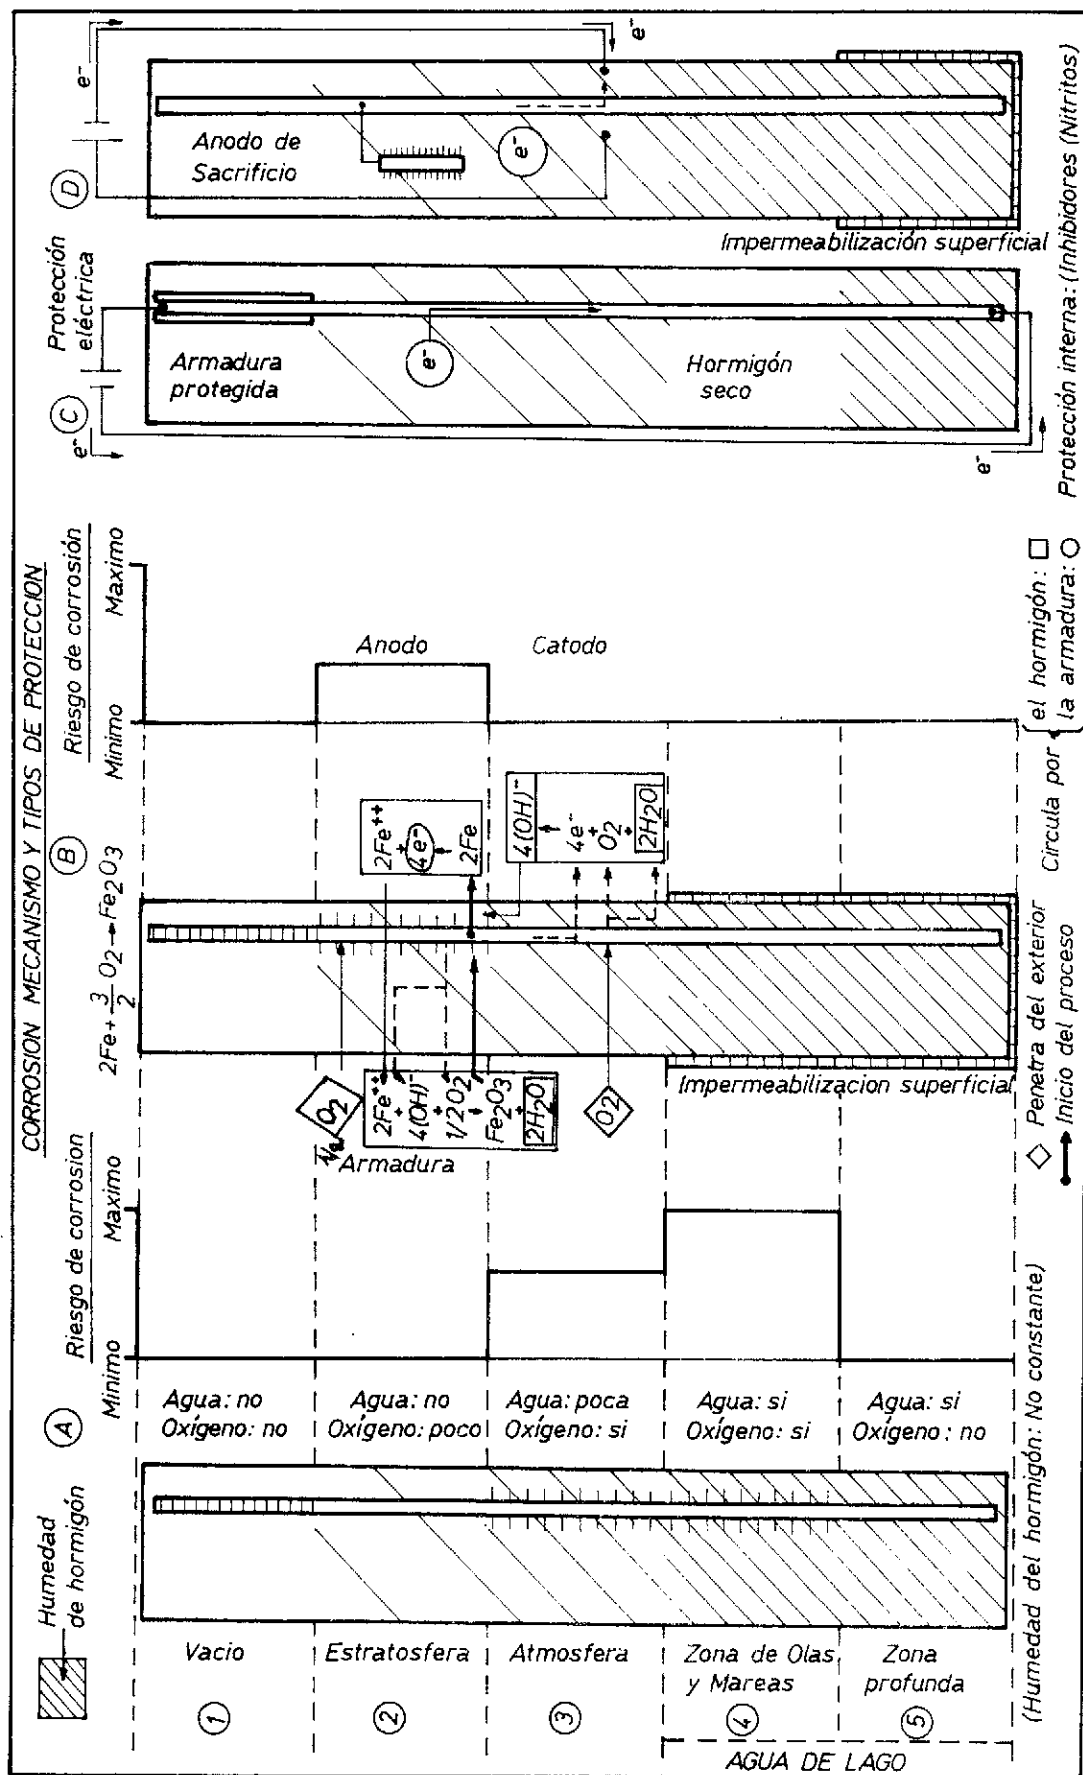 CORROSION MECANISMO Y TIPOS DE PROTECCION
Humedad
de hormigón
A
Riesgo de corrosion
Minimo
Maximo
1
Vacio
Agua: no
Oxígeno: no
2
Estratosfera
Agua: no
Oxígeno: poco
3
Atmosfera
Agua: poca
Oxígeno: si
4
Zona de Olas
y Mareas
Agua: si
Oxígeno: si
5
Zona
profunda
Agua: si
Oxígeno: no
AGUA DE LAGO
(Humedad del hormigón: No constante)
B
2Fe + 3/2 O2 → Fe2O3
Riesgo de corrosión
Minimo
Maximo
O2
Armadura
2Fe++
+
4(OH)-
+
1/2 O2
Fe2O3
+
2H2O
2Fe++
+
4e-
2Fe
Anodo
Catodo
4(OH)-
4e-
+
O2
+
2H2O
O2
Impermeabilización superficial
Penetra del exterior
Inicio del proceso
Circula por
el hormigón:
la armadura:
C
Protección
eléctrica
e-
Armadura
protegida
e-
Hormigón
seco
e-
D
e-
e-
Anodo de
Sacrificio
e-
Impermeabilización superficial
Protección interna: (Inhibidores (Nitritos)